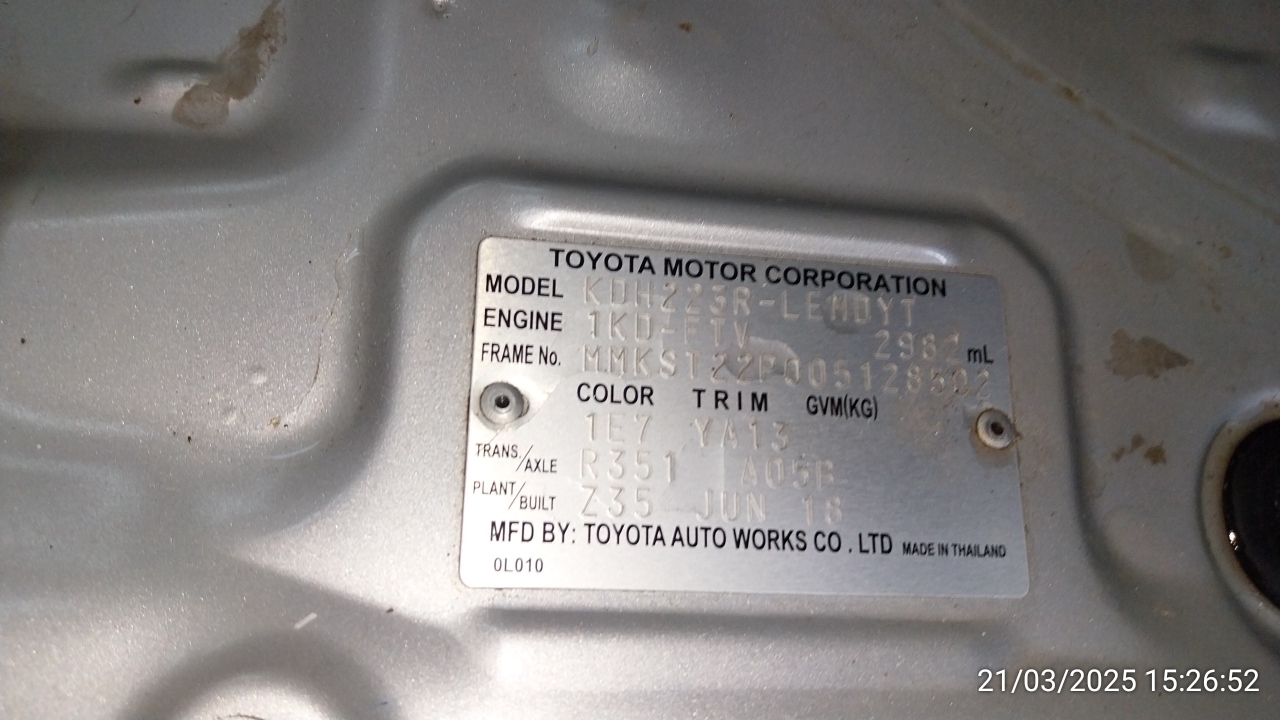 TOYOTA MOTOR CORPORATION
MODEL KDH223R-LEMDYT
ENGINE 1KD-FTV 2982 mL
FRAME No. MMKST22P005128502
COLOR TRIM GVM(KG)
1E7 YA13
TRANS./AXLE R351 A05B
PLANT/BUILT Z35 JUN 18
MFD BY: TOYOTA AUTO WORKS CO . LTD MADE IN THAILAND
0L010
21/03/2025 15:26:52